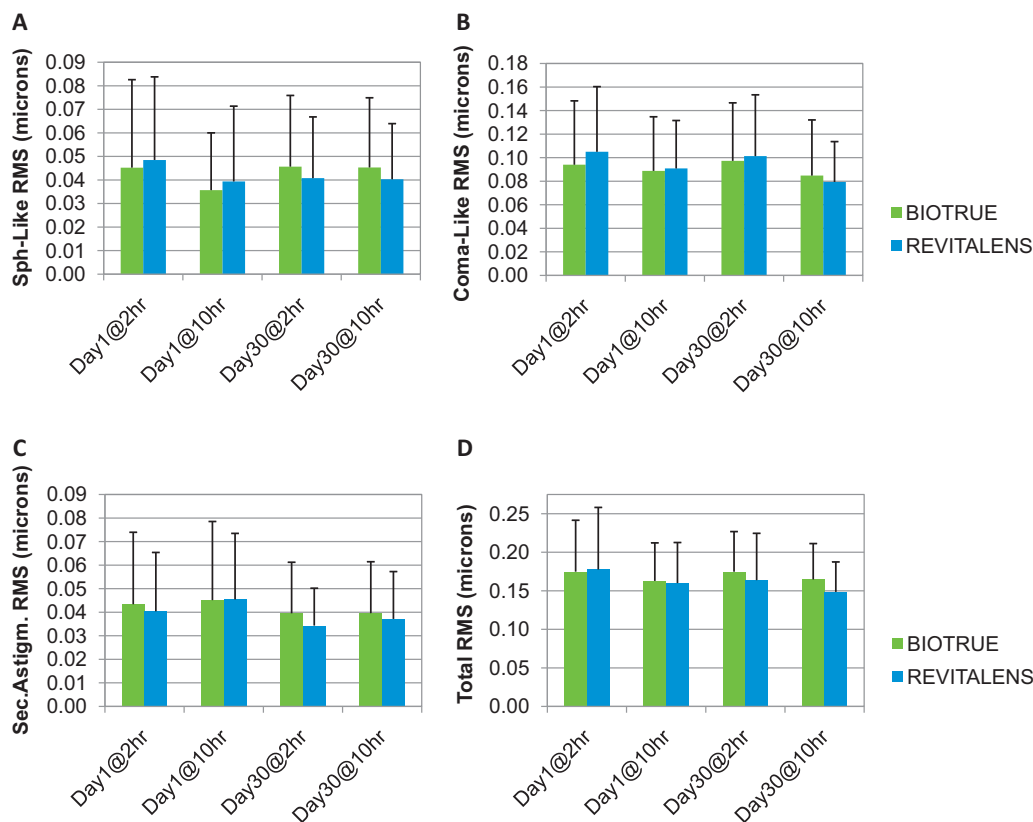 A
Sph-Like RMS (microns)
0.09
0.08
0.07
0.06
0.05
0.04
0.03
0.02
0.01
0.00
Day1@2hr
Day1@10hr
Day30@2hr
Day30@10hr
B
Coma-Like RMS (microns)
0.18
0.16
0.14
0.12
0.10
0.08
0.06
0.04
0.02
0.00
Day1@2hr
Day1@10hr
Day30@2hr
Day30@10hr
BIOTRUE
REVITALENS
C
Sec.Astigm. RMS (microns)
0.09
0.08
0.07
0.06
0.05
0.04
0.03
0.02
0.01
0.00
Day1@2hr
Day1@10hr
Day30@2hr
Day30@10hr
D
Total RMS (microns)
0.25
0.20
0.15
0.10
0.05
0.00
Day1@2hr
Day1@10hr
Day30@2hr
Day30@10hr
BIOTRUE
REVITALENS